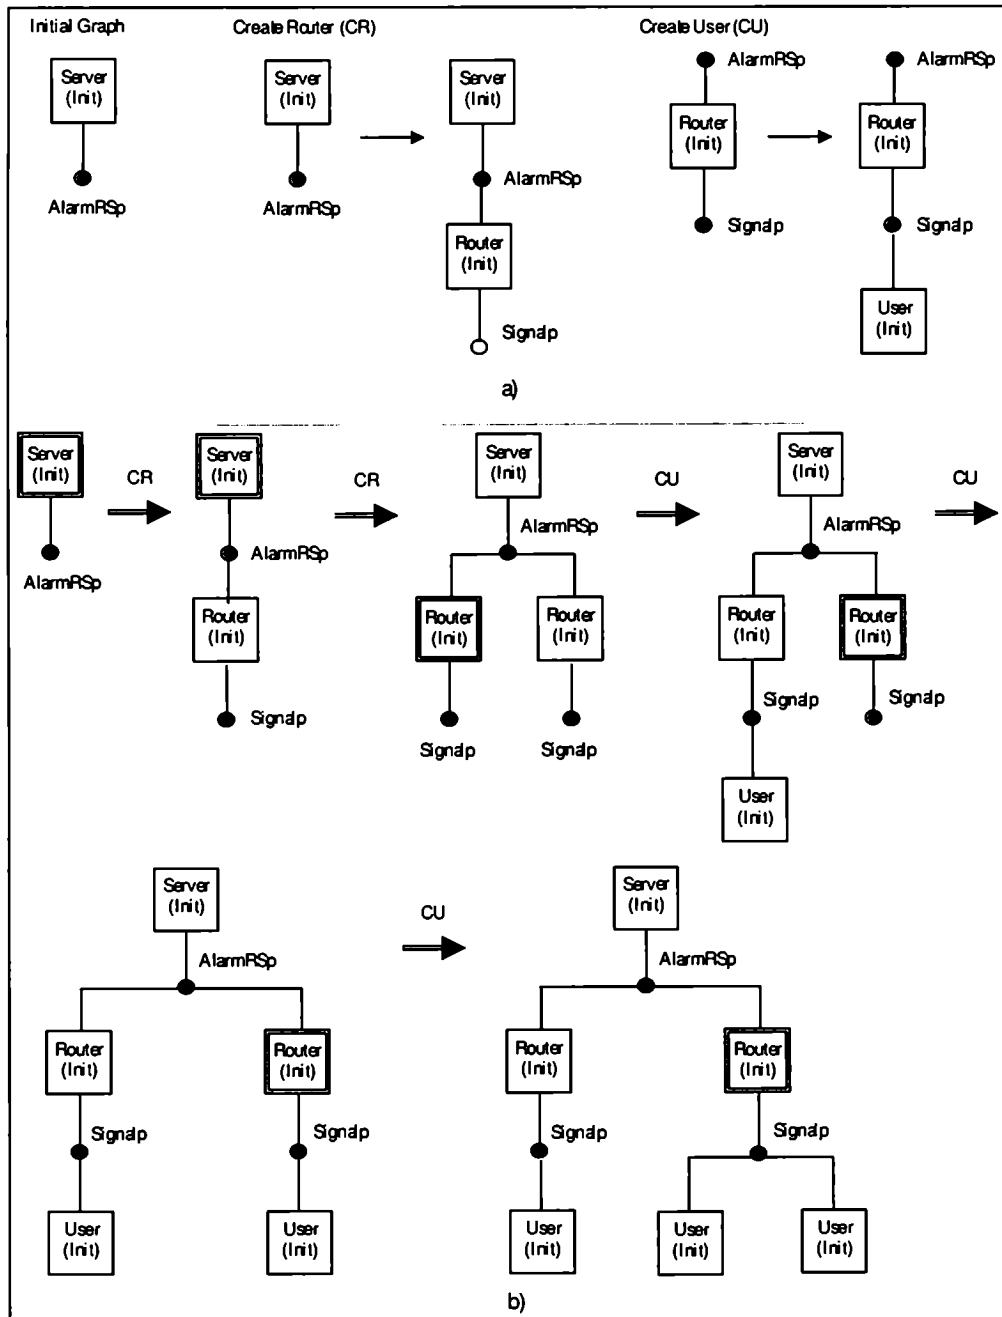 Initial Graph
Create Router (CR)
Create User (CU)
Server
(Init)
AlarmRSp
Server
(Init)
AlarmRSp
Server
(Init)
AlarmRSp
Router
(Init)
Signalp
AlarmRSp
Router
(Init)
Signalp
AlarmRSp
Router
(Init)
Signalp
User
(Init)
a)
Server
(Init)
AlarmRSp
CR
Server
(Init)
AlarmRSp
Router
(Init)
Signalp
CR
Server
(Init)
AlarmRSp
Router
(Init)
Router
(Init)
Signalp
Signalp
CU
Server
(Init)
AlarmRSp
Router
(Init)
Router
(Init)
Signalp
Signalp
User
(Init)
CU
Server
(Init)
AlarmRSp
Router
(Init)
Router
(Init)
Signalp
Signalp
User
(Init)
User
(Init)
CU
Server
(Init)
AlarmRSp
Router
(Init)
Router
(Init)
Signalp
Signalp
User
(Init)
User
(Init)
User
(Init)
b)